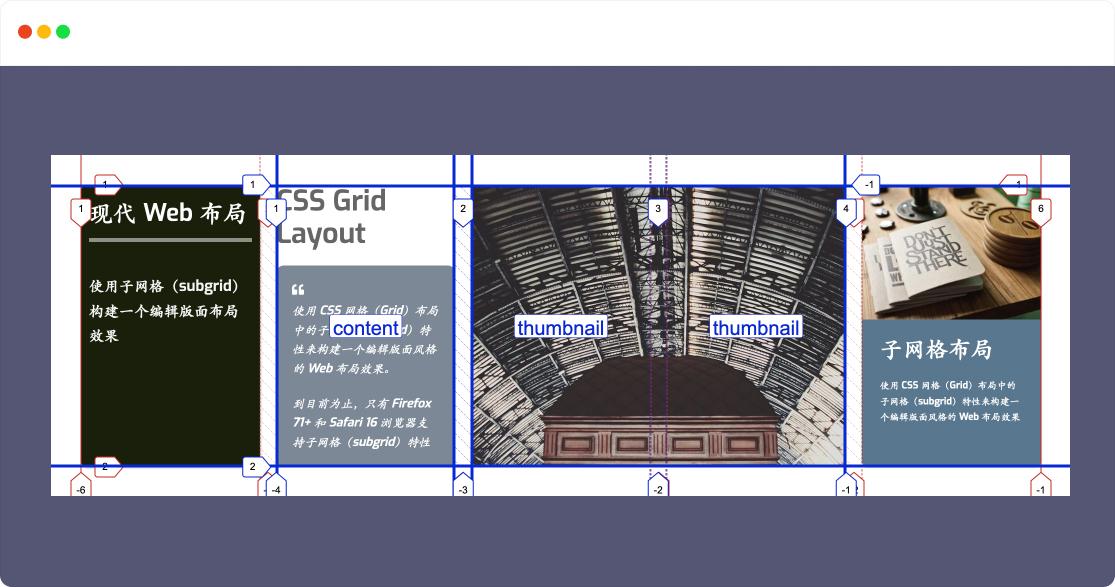 1
1
-1
-1
1
现代 Web 布局
1
CSS Grid
Layout
2
3
4
6
使用子网格（subgrid）
构建一个编辑版面布局
效果
使用 CSS 网格（Grid）布局
中的子
content
d）特
性来构建一个编辑版面风格
的 Web 布局效果。
到目前为止，只有 Firefox
71+ 和 Safari 16 浏览器支
持子网格（subgrid）特性
thumbnail
thumbnail
DON'T
JUST
STAND
THERE
子网格布局
使用 CSS 网格（Grid）布局中的
子网格（subgrid）特性来构建一
个编辑版面风格的 Web 布局效果
2
2
-6
-4
-3
-2
-1
-1